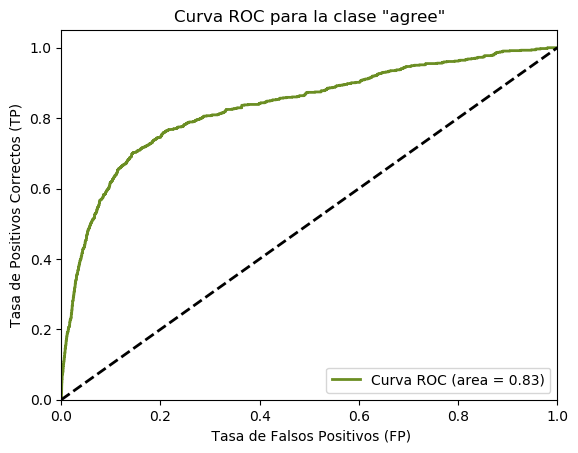 Curva ROC para la clase "agree"
Tasa de Positivos Correctos (TP)
1.0
0.8
0.6
0.4
0.2
0.0
0.0 0.2 0.4 0.6 0.8 1.0
Tasa de Falsos Positivos (FP)
Curva ROC (area = 0.83)